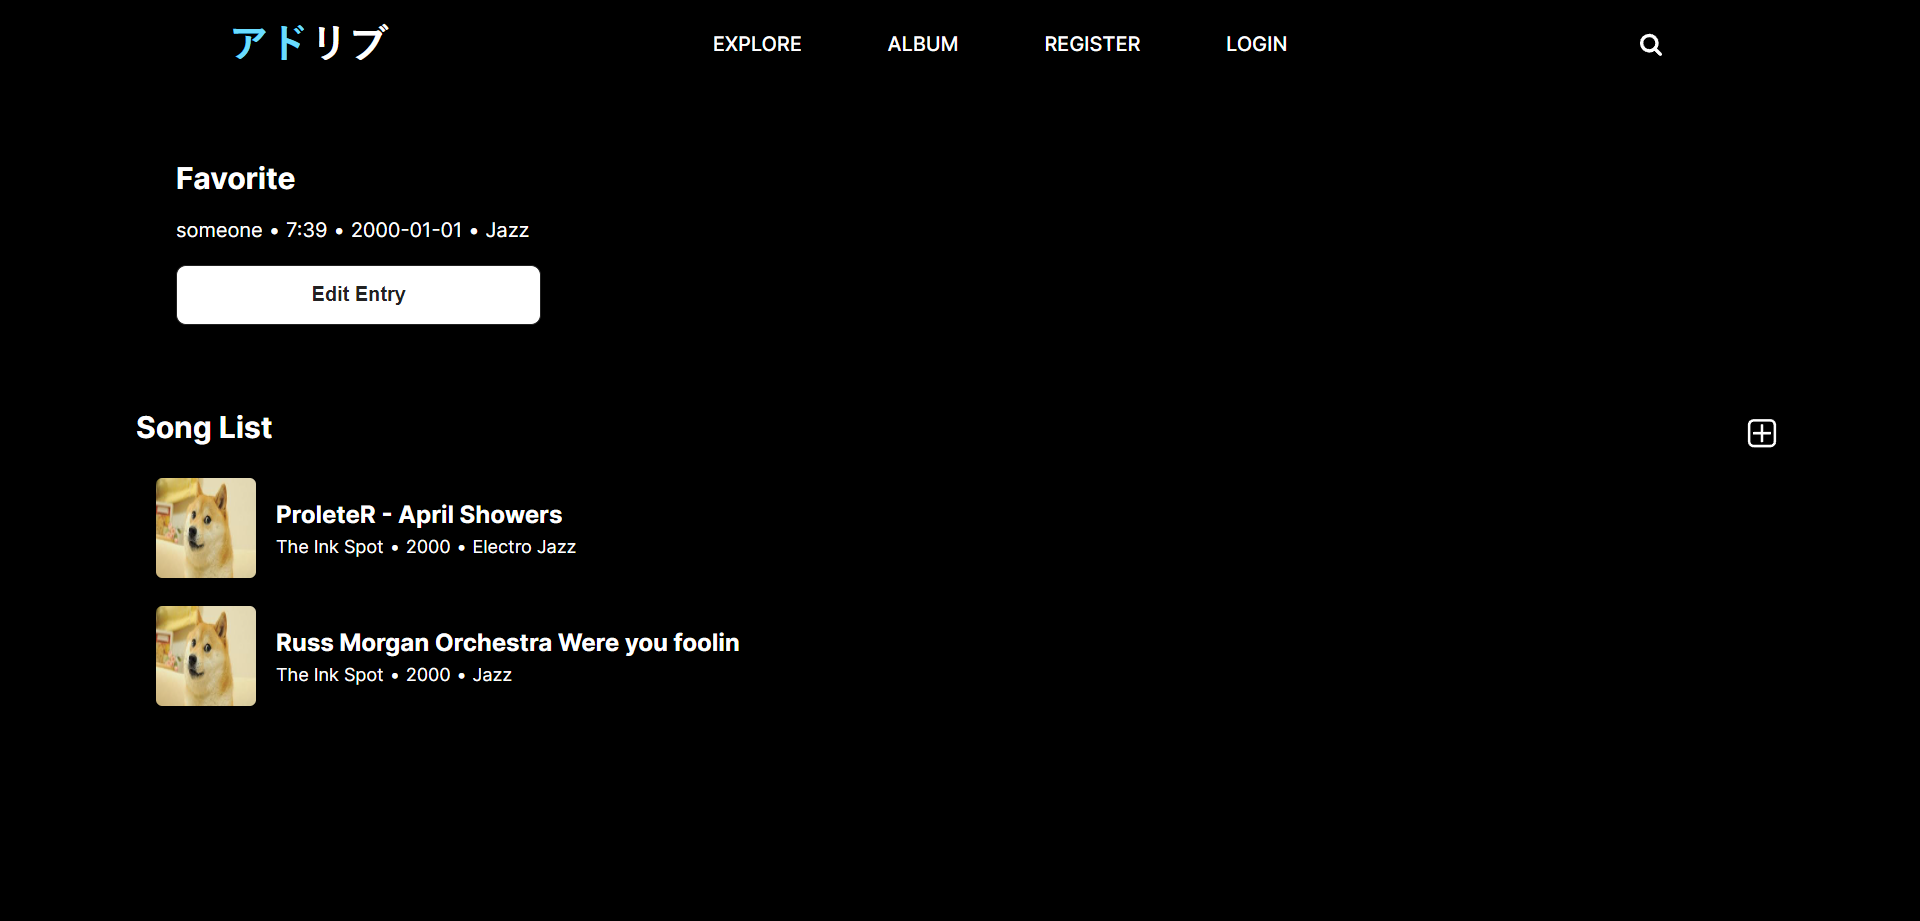 アドリブ
EXPLORE
ALBUM
REGISTER
LOGIN
Favorite
someone • 7:39 • 2000-01-01 • Jazz
Edit Entry
Song List
ProleteR - April Showers
The Ink Spot • 2000 • Electro Jazz
Russ Morgan Orchestra Were you foolin
The Ink Spot • 2000 • Jazz